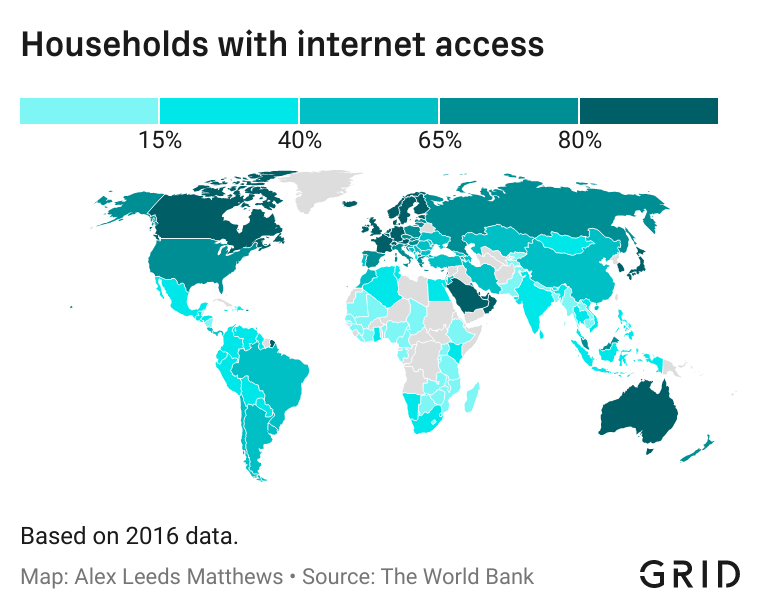 Households with internet access
15% 40% 65% 80%
Based on 2016 data.
Map: Alex Leeds Matthews • Source: The World Bank
GRID